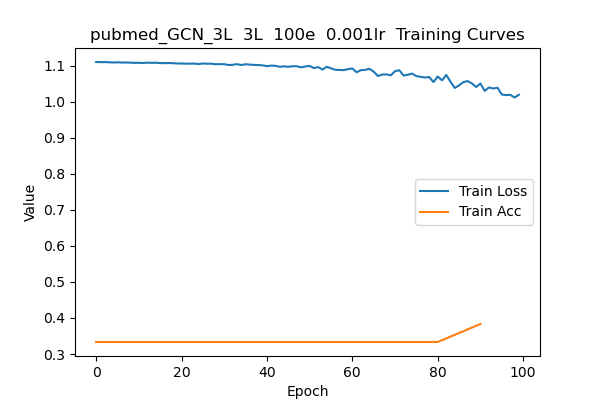 pubmed_GCN_3L  3L  100e  0.001lr  Training Curves
1.1
1.0
0.9
0.8
0.7
0.6
0.5
0.4
0.3
Value
Train Loss
Train Acc
0 20 40 60 80 100
Epoch